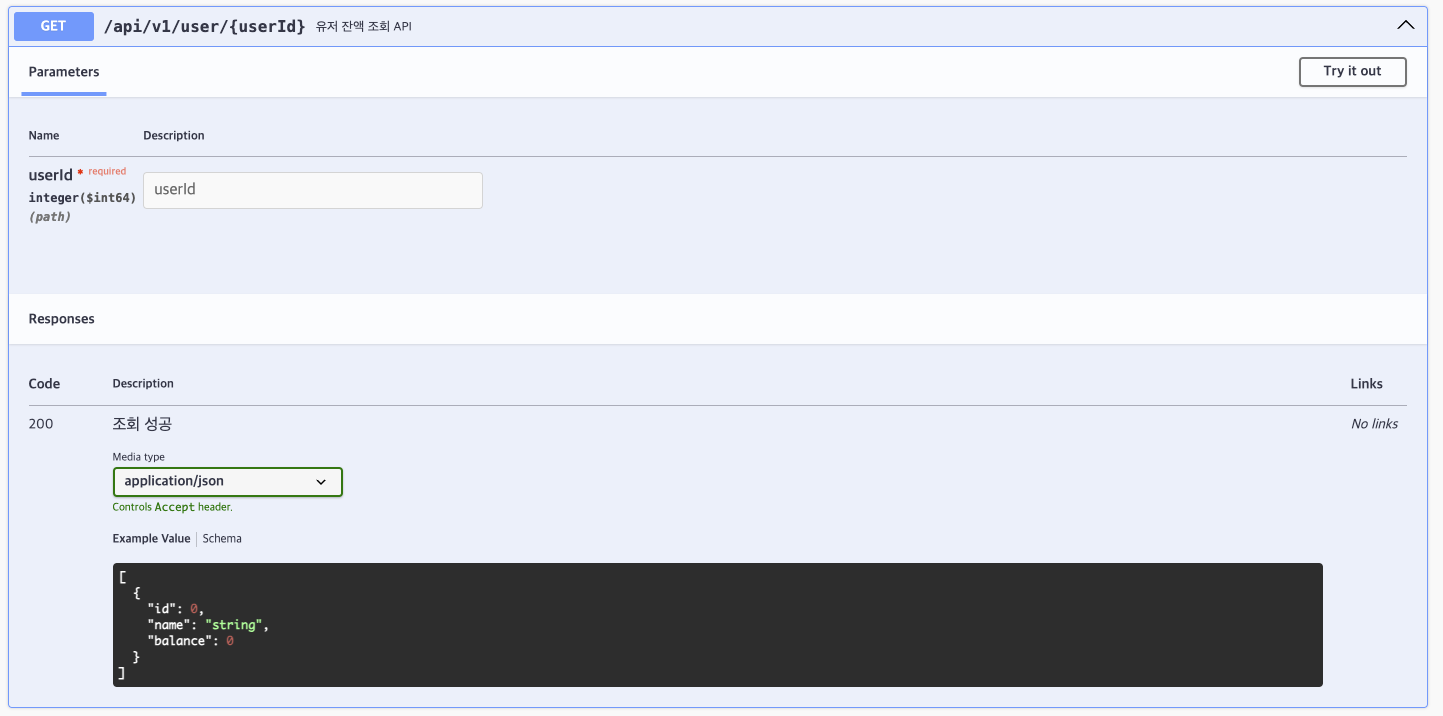 GET /api/v1/user/{userId} 유저 잔액 조회 API
Parameters
Try it out
Name Description
userId * required
integer($int64)
(path)
userId
Responses
Code Description Links
200 조회 성공 No links
Media type
application/json
Controls Accept header.
Example Value Schema
[
  {
    "id": 0,
    "name": "string",
    "balance": 0
  }
]